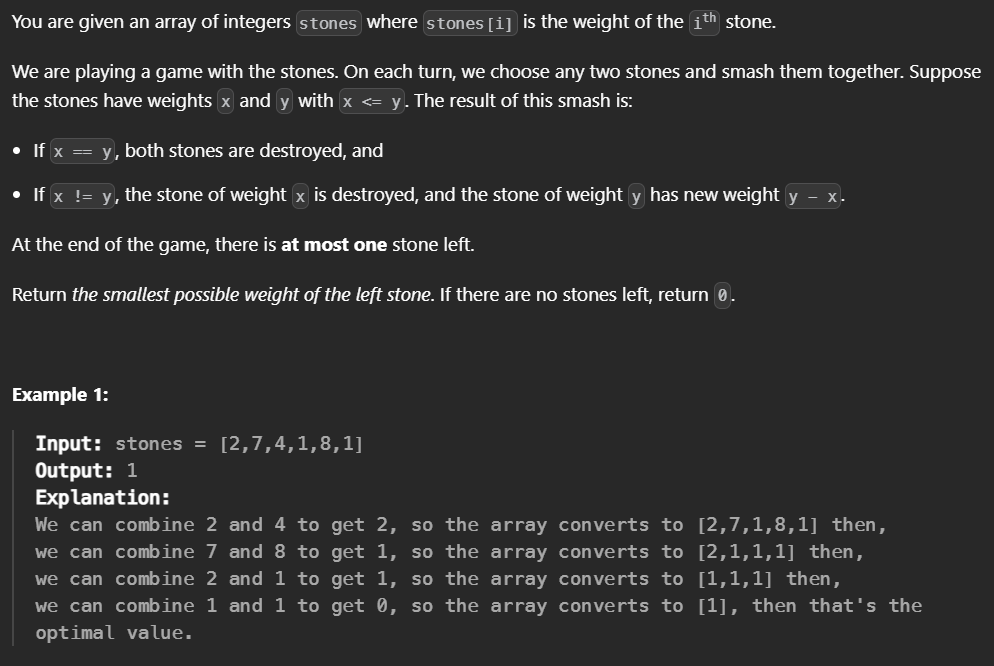 You are given an array of integers stones where stones[i] is the weight of the ith stone.
We are playing a game with the stones. On each turn, we choose any two stones and smash them together. Suppose
the stones have weights x and y with x <= y. The result of this smash is:
• If x == y, both stones are destroyed, and
• If x != y, the stone of weight x is destroyed, and the stone of weight y has new weight y - x.
At the end of the game, there is at most one stone left.
Return the smallest possible weight of the left stone. If there are no stones left, return 0.
Example 1:
Input: stones = [2,7,4,1,8,1]
Output: 1
Explanation:
We can combine 2 and 4 to get 2, so the array converts to [2,7,1,8,1] then,
we can combine 7 and 8 to get 1, so the array converts to [2,1,1,1] then,
we can combine 2 and 1 to get 1, so the array converts to [1,1,1] then,
we can combine 1 and 1 to get 0, so the array converts to [1], then that's the
optimal value.